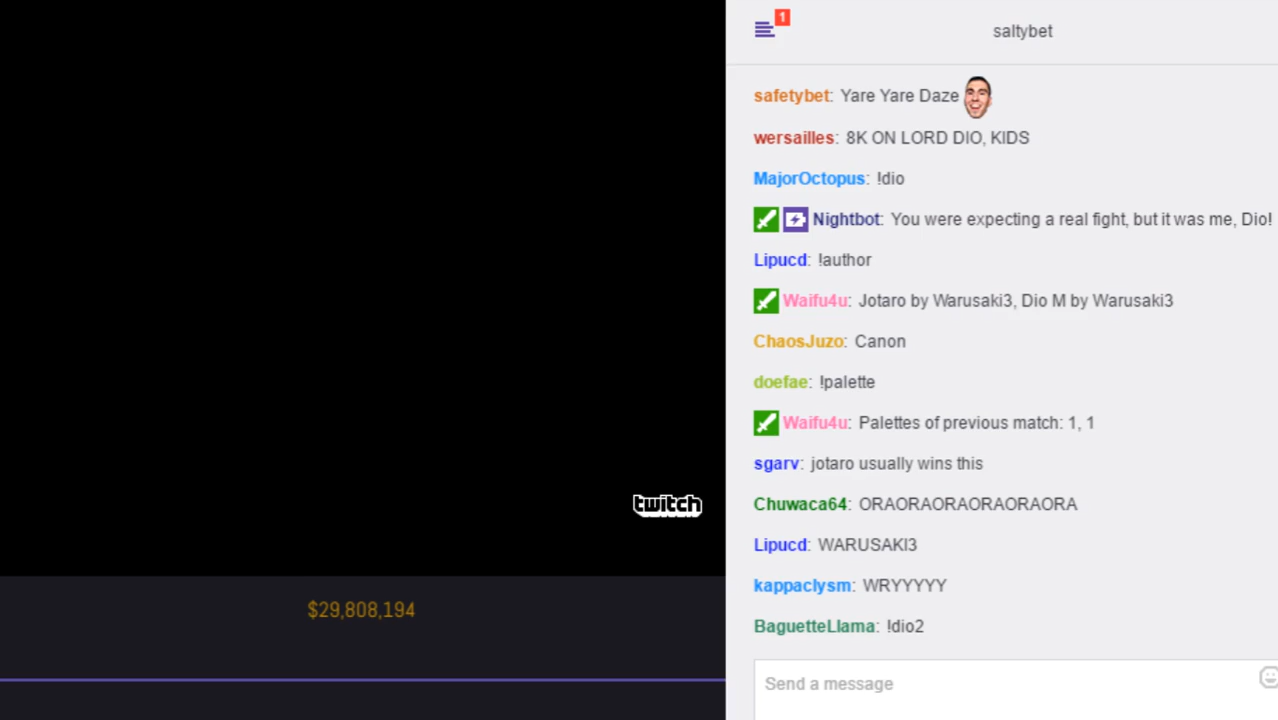 1
saltybet
safetybet: Yare Yare Daze
wersailles: 8K ON LORD DIO, KIDS
MajorOctopus: !dio
Nightbot: You were expecting a real fight, but it was me, Dio!
Lipucd: !author
Waifu4u: Jotaro by Warusaki3, Dio M by Warusaki3
ChaosJuzo: Canon
doefae: !palette
Waifu4u: Palettes of previous match: 1, 1
sgarv: jotaro usually wins this
Chuwaca64: ORAORAORAORAORAORA
Lipucd: WARUSAKI3
kappaclysm: WRYYYYY
BaguetteLlama: !dio2
Send a message
twitch
$29,808,194